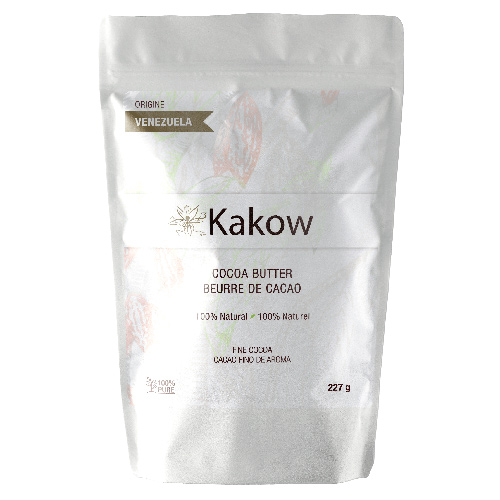 ORIGINE
VENEZUELA
Kakow
COCOA BUTTER
BEURRE DE CACAO
100% Natural 100% Naturel
FINE COCOA
CACAO FINO DE AROMA
100%
PURE
227 g